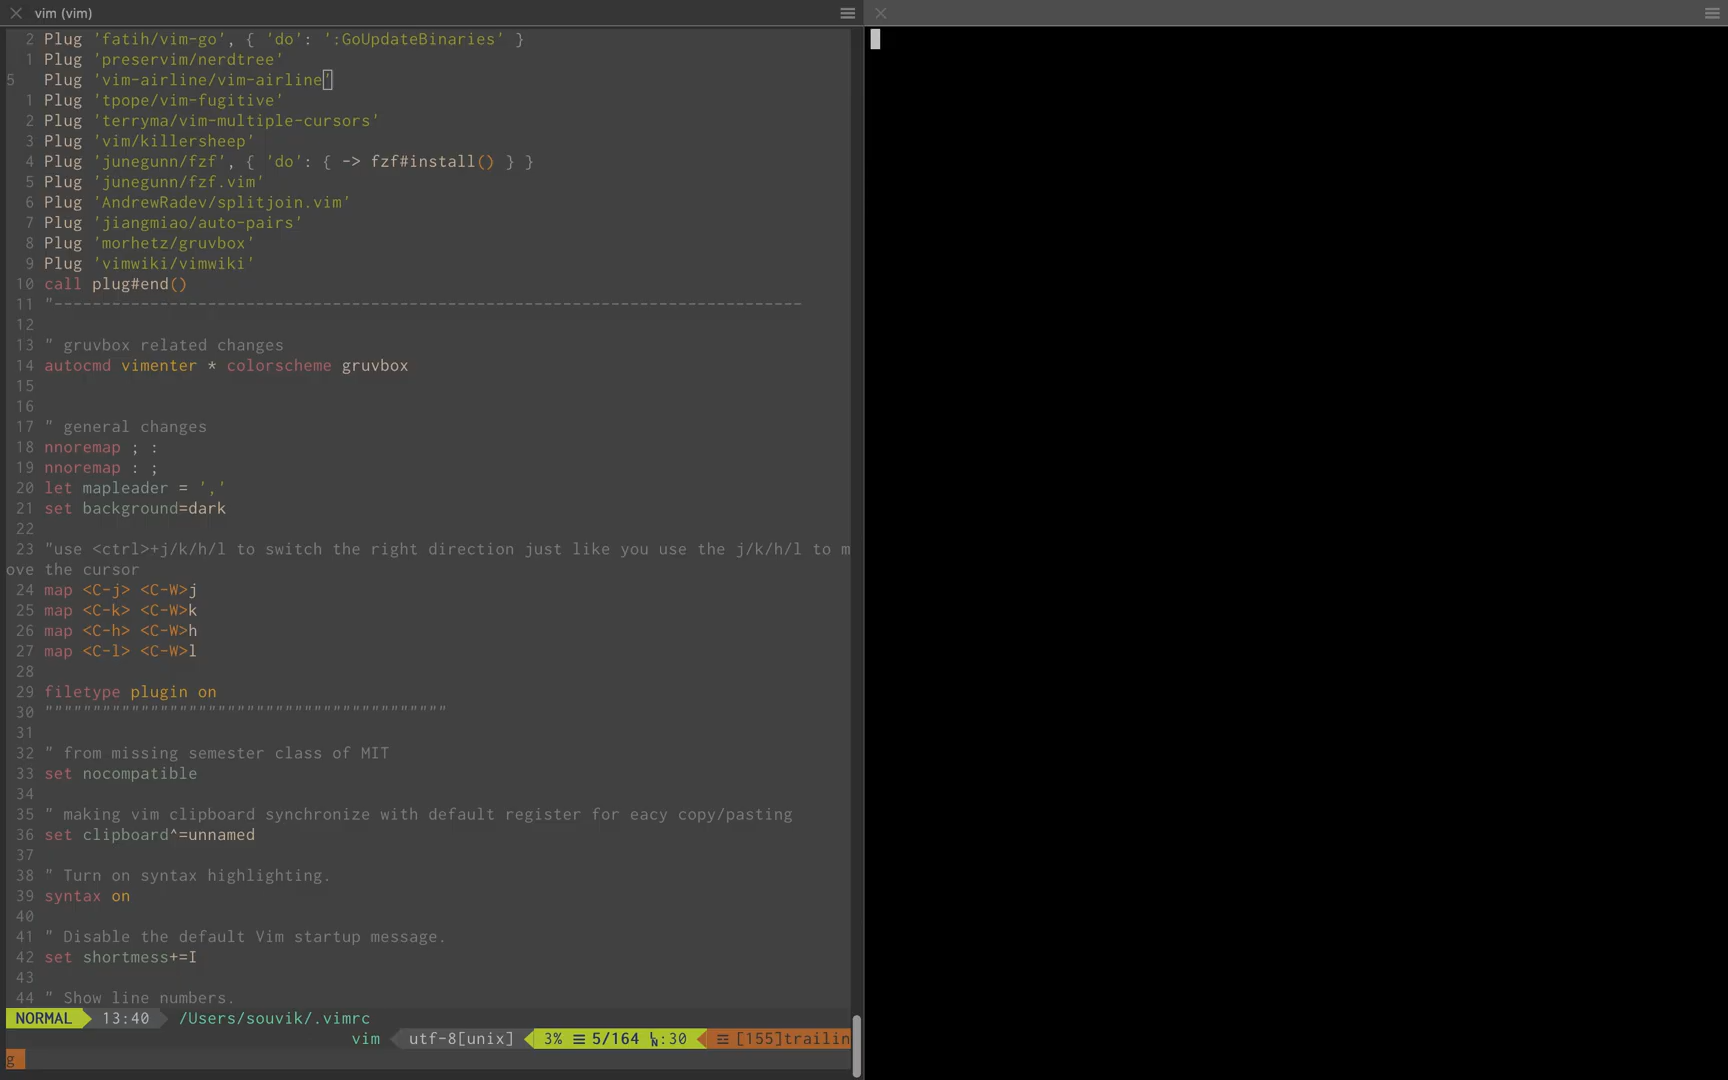 vim (vim)
2 Plug 'fatih/vim-go', { 'do': ':GoUpdateBinaries' }
1 Plug 'preservim/nerdtree'
5 Plug 'vim-airline/vim-airline'
1 Plug 'tpope/vim-fugitive'
2 Plug 'terryma/vim-multiple-cursors'
3 Plug 'vim/killersheep'
4 Plug 'junegunn/fzf', { 'do': { -> fzf#install() } }
5 Plug 'junegunn/fzf.vim'
6 Plug 'AndrewRadev/splitjoin.vim'
7 Plug 'jiangmiao/auto-pairs'
8 Plug 'morhetz/gruvbox'
9 Plug 'vimwiki/vimwiki'
10 call plug#end()
11 "------------------------------------------------------------------------------
12
13 " gruvbox related changes
14 autocmd vimenter * colorscheme gruvbox
15
16
17 " general changes
18 nnoremap ; :
19 nnoremap : ;
20 let mapleader = ','
21 set background=dark
22
23 "use <ctrl>+j/k/h/l to switch the right direction just like you use the j/k/h/l to m
ove the cursor
24 map <C-j> <C-W>j
25 map <C-k> <C-W>k
26 map <C-h> <C-W>h
27 map <C-l> <C-W>l
28
29 filetype plugin on
30 """"""""""""""""""""""""""""""""""""""""""
31
32 " from missing semester class of MIT
33 set nocompatible
34
35 " making vim clipboard synchronize with default register for eacy copy/pasting
36 set clipboard^=unnamed
37
38 " Turn on syntax highlighting.
39 syntax on
40
41 " Disable the default Vim startup message.
42 set shortmess+=I
43
44 " Show line numbers.
NORMAL 13:40 /Users/souvik/.vimrc
vim utf-8[unix] 3% ☰ 5/164 ㏑:30 ☲ [155]trailin
g